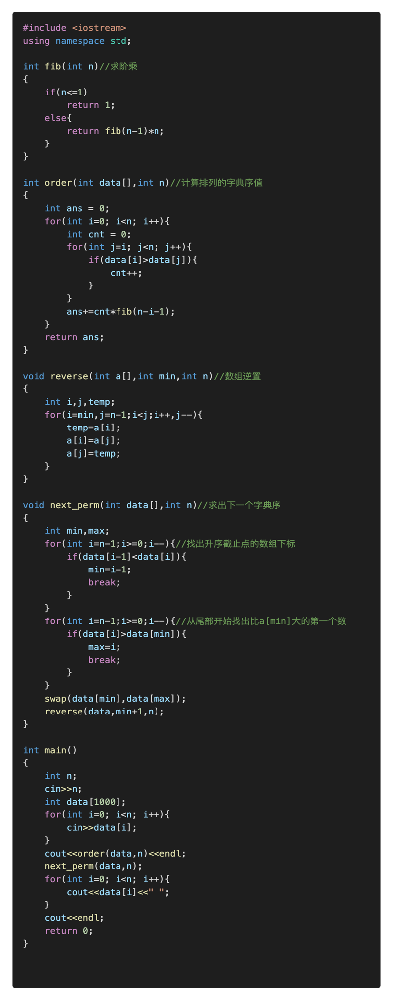 #include <iostream>
using namespace std;

int fib(int n)//求阶乘
{
    if(n<=1)
        return 1;
    else{
        return fib(n-1)*n;
    }
}

int order(int data[],int n)//计算排列的字典序值
{
    int ans = 0;
    for(int i=0; i<n; i++){
        int cnt = 0;
        for(int j=i; j<n; j++){
            if(data[i]>data[j]){
                cnt++;
            }
        }
        ans+=cnt*fib(n-i-1);
    }
    return ans;
}

void reverse(int a[],int min,int n)//数组逆置
{
    int i,j,temp;
    for(i=min,j=n-1;i<j;i++,j--){
        temp=a[i];
        a[i]=a[j];
        a[j]=temp;
    }
}

void next_perm(int data[],int n)//求出下一个字典序
{
    int min,max;
    for(int i=n-1;i>=0;i--){//找出升序截止点的数组下标
        if(data[i-1]<data[i]){
            min=i-1;
            break;
        }
    }
    for(int i=n-1;i>=0;i--){//从尾部开始找出比a[min]大的第一个数
        if(data[i]>data[min]){
            max=i;
            break;
        }
    }
    swap(data[min],data[max]);
    reverse(data,min+1,n);
}

int main()
{
    int n;
    cin>>n;
    int data[1000];
    for(int i=0; i<n; i++){
        cin>>data[i];
    }
    cout<<order(data,n)<<endl;
    next_perm(data,n);
    for(int i=0; i<n; i++){
        cout<<data[i]<<" ";
    }
    cout<<endl;
    return 0;
}